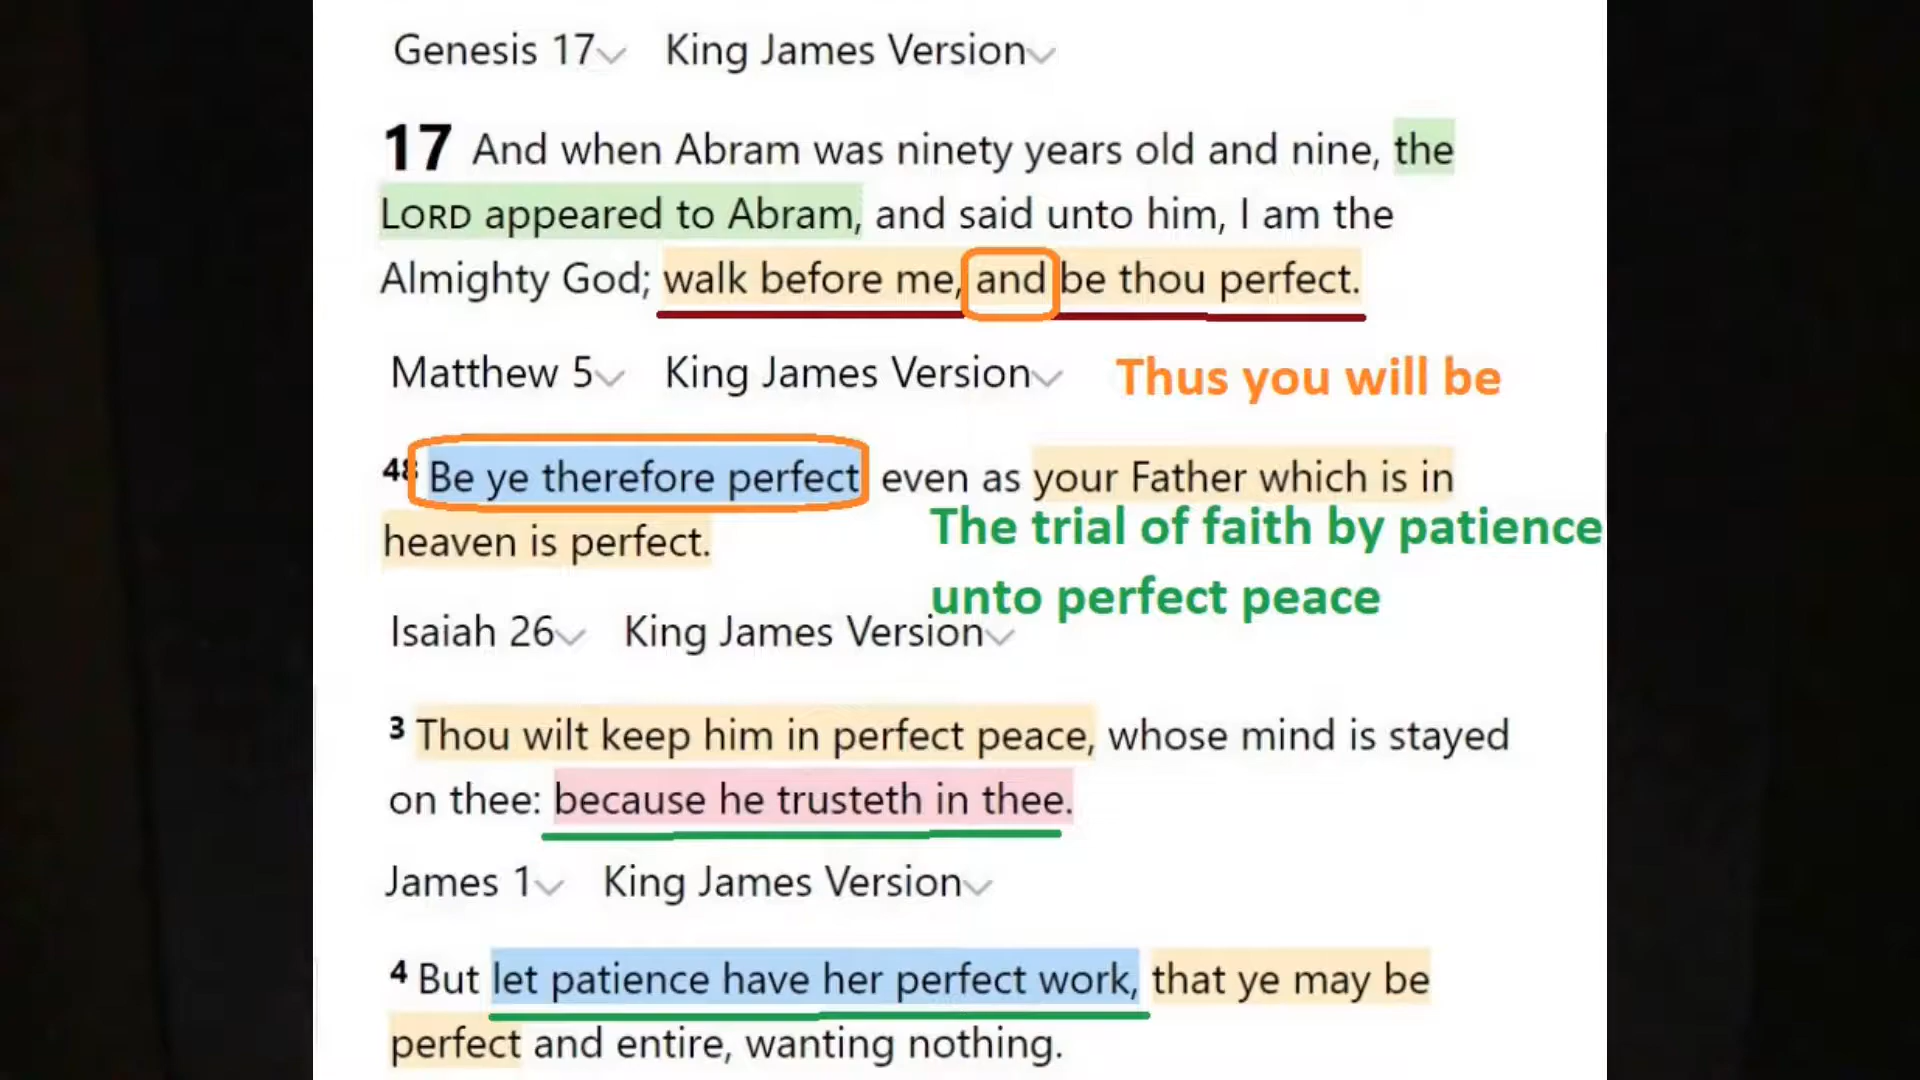 Genesis 17 King James Version
17 And when Abram was ninety years old and nine, the
LORD appeared to Abram, and said unto him, I am the
Almighty God; walk before me, and be thou perfect.
Matthew 5 King James Version Thus you will be
48 Be ye therefore perfect even as your Father which is in
heaven is perfect.
The trial of faith by patience
unto perfect peace
Isaiah 26 King James Version
3 Thou wilt keep him in perfect peace, whose mind is stayed
on thee: because he trusteth in thee.
James 1 King James Version
4 But let patience have her perfect work, that ye may be
perfect and entire, wanting nothing.